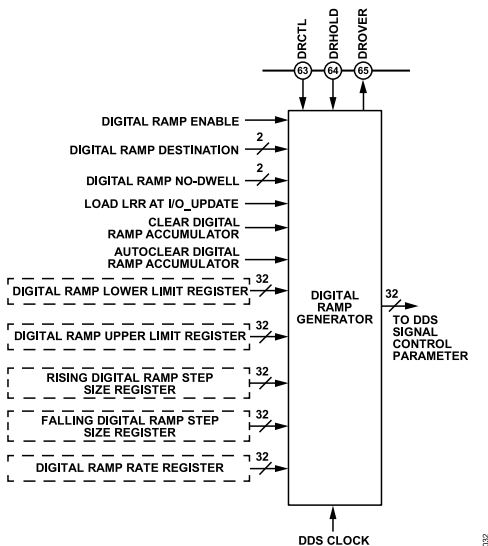 DRCTL
DRHOLD
DROVER
63
64
65
DIGITAL RAMP ENABLE
DIGITAL RAMP DESTINATION
2
DIGITAL RAMP NO-DWELL
2
LOAD LRR AT I/O_UPDATE
CLEAR DIGITAL
RAMP ACCUMULATOR
AUTOCLEAR DIGITAL
RAMP ACCUMULATOR
DIGITAL RAMP LOWER LIMIT REGISTER
32
DIGITAL RAMP UPPER LIMIT REGISTER
32
RISING DIGITAL RAMP STEP
SIZE REGISTER
32
FALLING DIGITAL RAMP STEP
SIZE REGISTER
32
DIGITAL RAMP RATE REGISTER
32
DIGITAL
RAMP
GENERATOR
32
TO DDS
SIGNAL
CONTROL
PARAMETER
DDS CLOCK
032